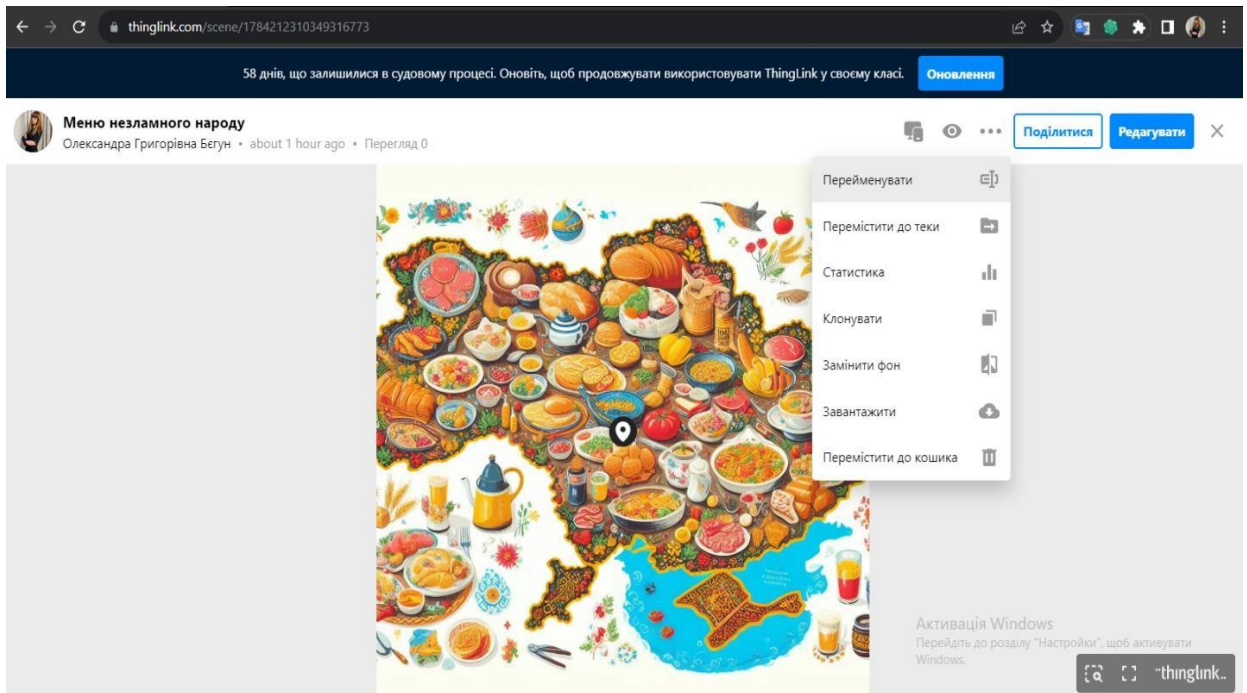 thinglink.com/scene/1784212310349316773
58 днів, що залишилися в судовому процесі. Оновіть, щоб продовжувати використовувати ThingLink у своєму класі. Оновлення
Меню незламного народу
Олександра Григорівна Бєгун • about 1 hour ago • Перегляд 0
Поділитися Редагувати
Перейменувати
Перемістити до теки
Статистика
Клонувати
Замінити фон
Завантажити
Перемістити до кошика
Активація Windows
Перейдіть до розділу "Настройки", щоб активувати
Windows.
thinglink..